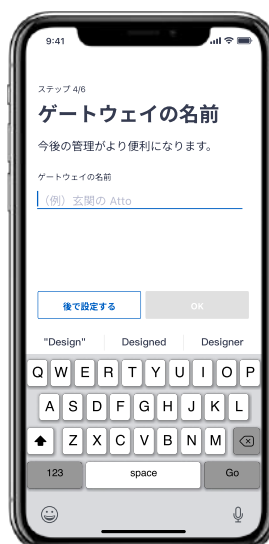 9:41
ステップ 4/6
ゲートウェイの名前
今後の管理がより便利になります。
ゲートウェイの名前
（例）玄関の Atto
後で設定する OK
"Design" Designed Designer
Q W E R T Y U I O P
A S D F G H J K L
Z X C V B N M
123 space Go